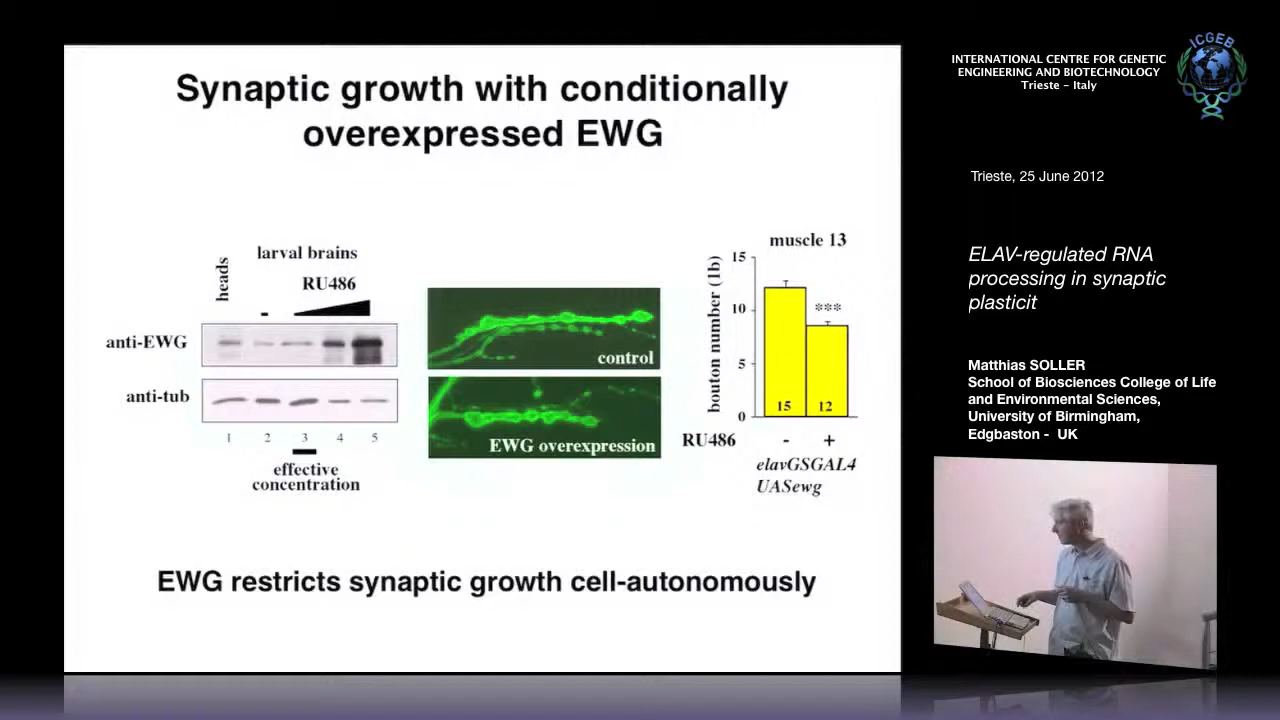 Synaptic growth with conditionally
overexpressed EWG
heads
larval brains
RU486
-
anti-EWG
anti-tub
1 2 3 4 5
effective
concentration
control
EWG overexpression
muscle 13
bouton number (1b)
15
10
5
0
***
15 12
RU486 - +
elavGSGAL4
UASewg
EWG restricts synaptic growth cell-autonomously
INTERNATIONAL CENTRE FOR GENETIC
ENGINEERING AND BIOTECHNOLOGY
Trieste - Italy
ICGEB
Trieste, 25 June 2012
ELAV-regulated RNA
processing in synaptic
plasticit
Matthias SOLLER
School of Biosciences College of Life
and Environmental Sciences,
University of Birmingham,
Edgbaston - UK